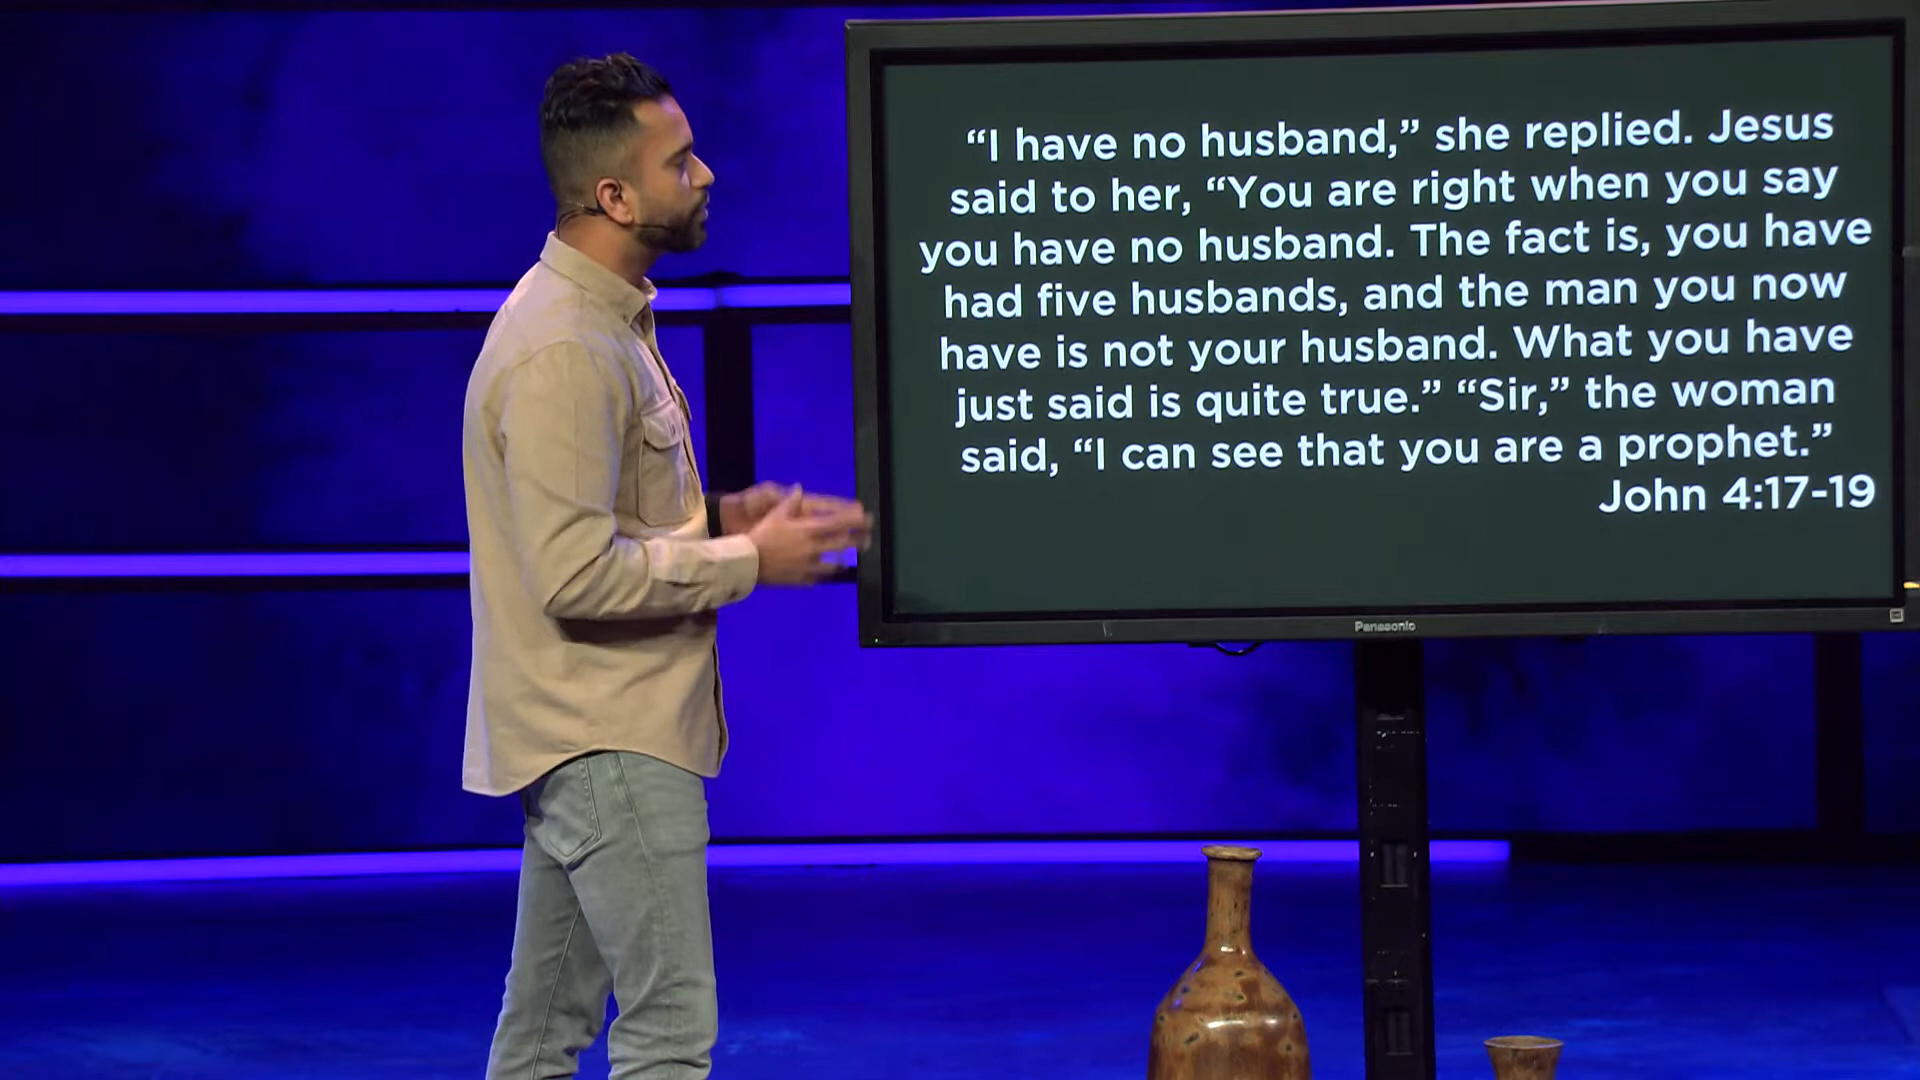 “I have no husband,” she replied. Jesus
said to her, “You are right when you say
you have no husband. The fact is, you have
had five husbands, and the man you now
have is not your husband. What you have
just said is quite true.” “Sir,” the woman
said, “I can see that you are a prophet.”
John 4:17-19
Panasonic